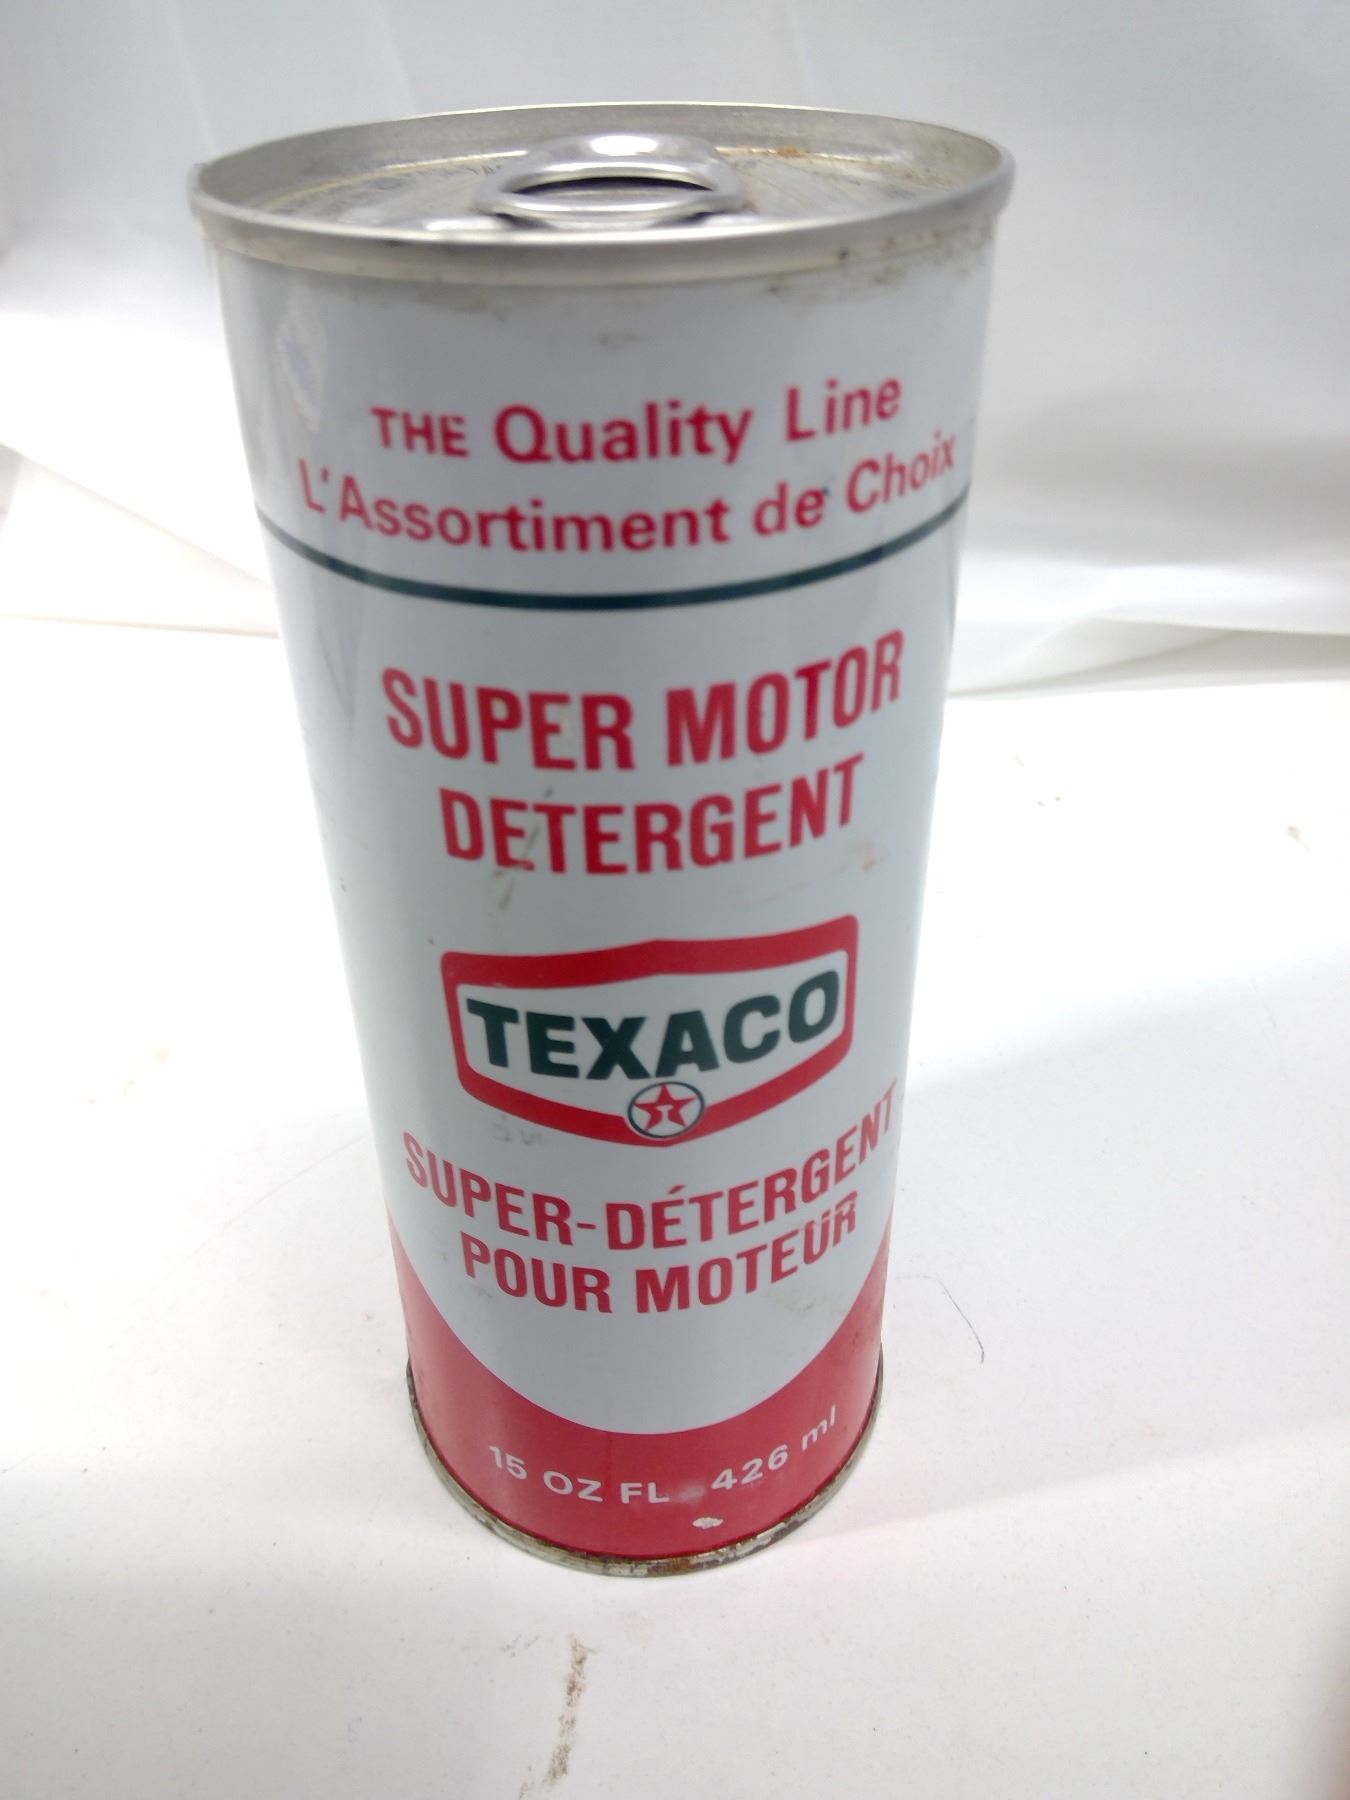 THE Quality Line
L'Assortiment de Choix
SUPER MOTOR
DETERGENT
TEXACO
T
SUPER-DÉTERGENT
POUR MOTEUR
15 OZ FL 426 ml